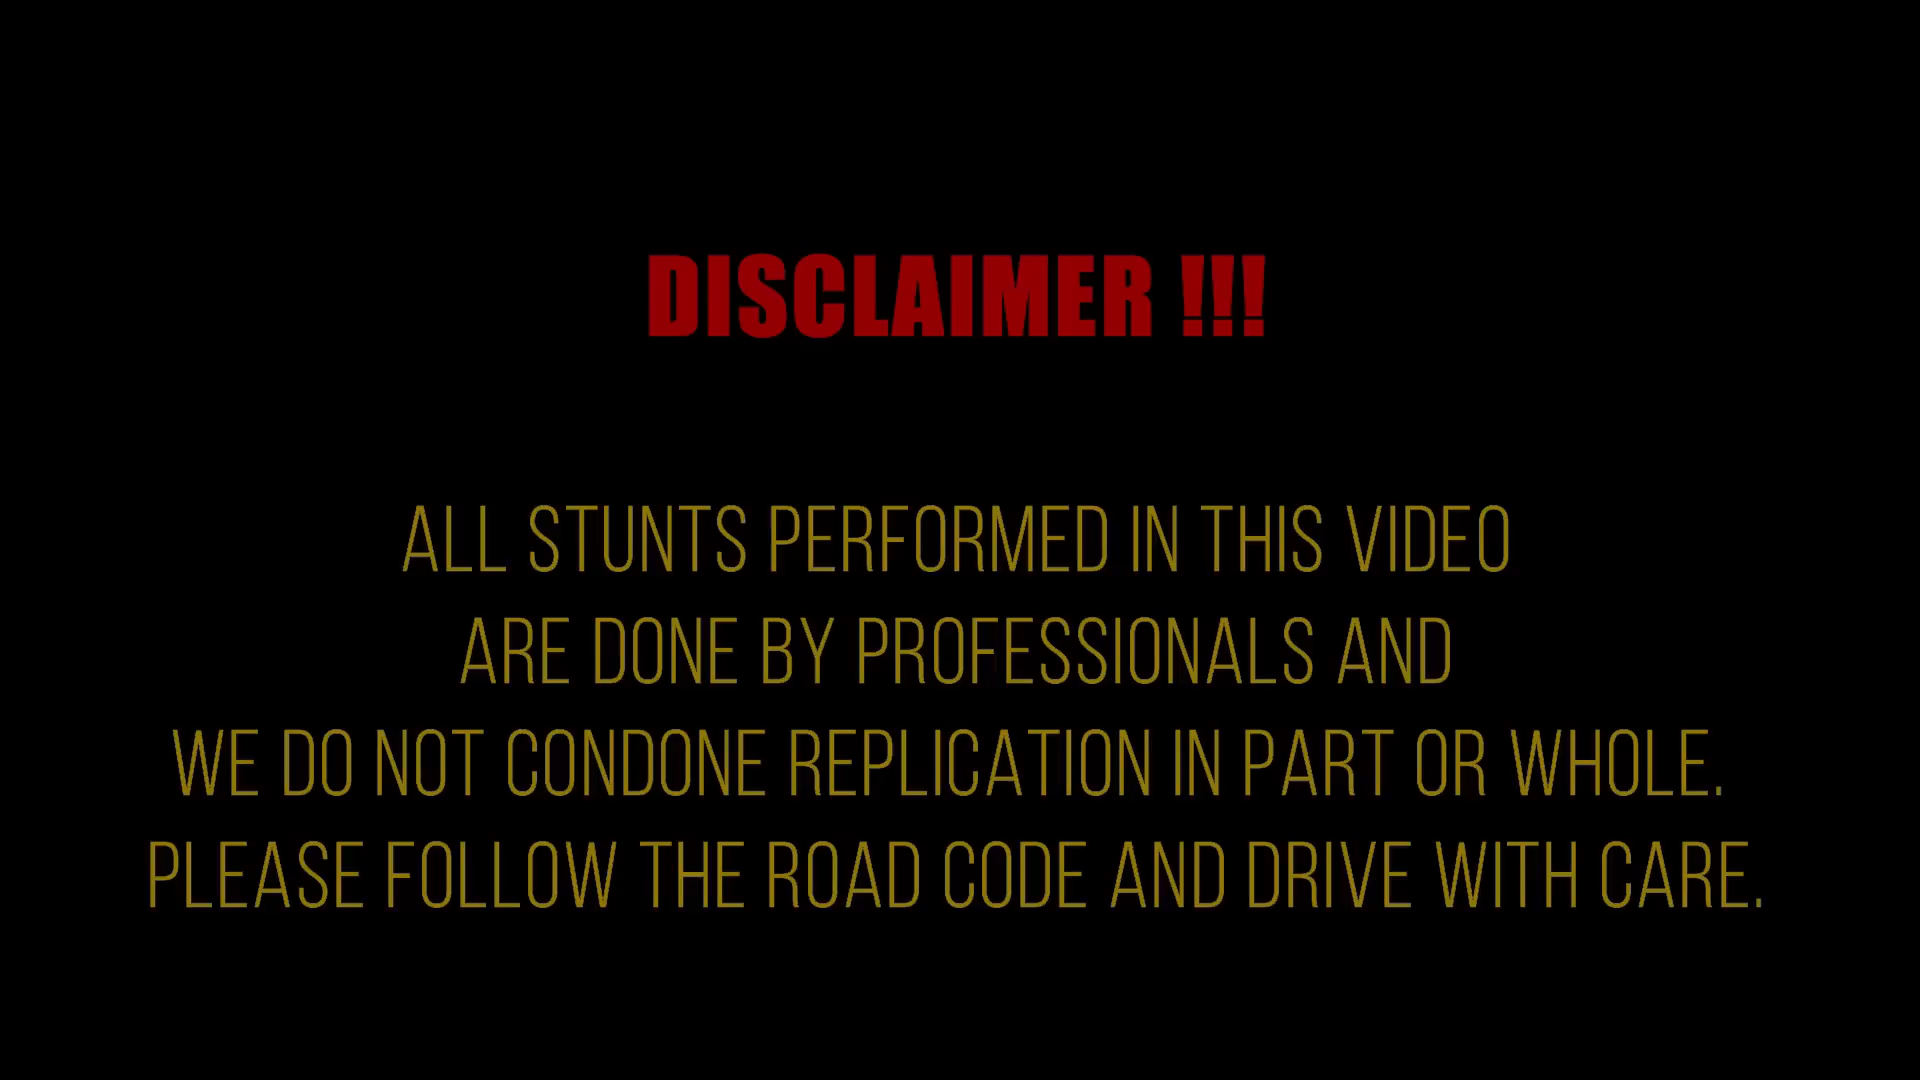 DISCLAIMER !!!
ALL STUNTS PERFORMED IN THIS VIDEO
ARE DONE BY PROFESSIONALS AND
WE DO NOT CONDONE REPLICATION IN PART OR WHOLE.
PLEASE FOLLOW THE ROAD CODE AND DRIVE WITH CARE.